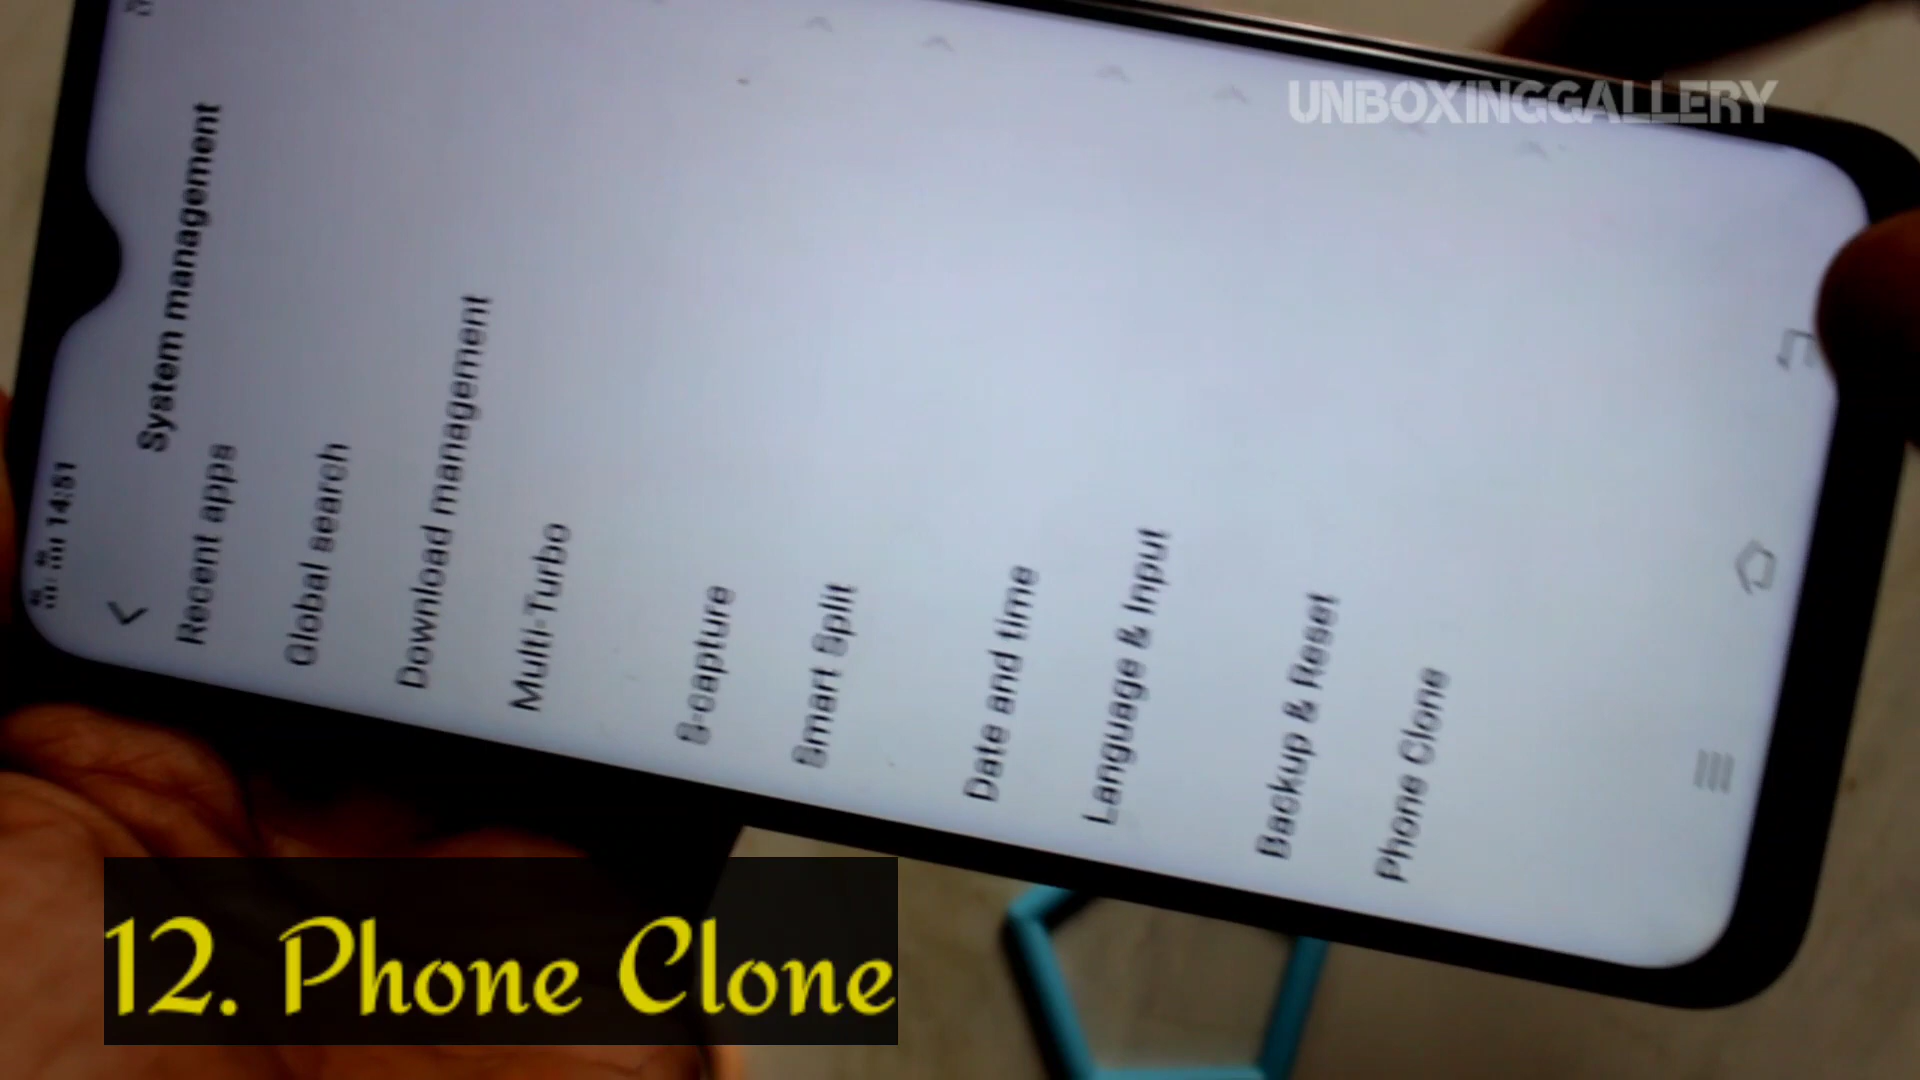 UNBOXINGGALLERY
14:51
System management
Recent apps
Global search
Download management
Multi-Turbo
S-capture
Smart Split
Date and time
Language & Input
Backup & Reset
Phone Clone
12. Phone Clone